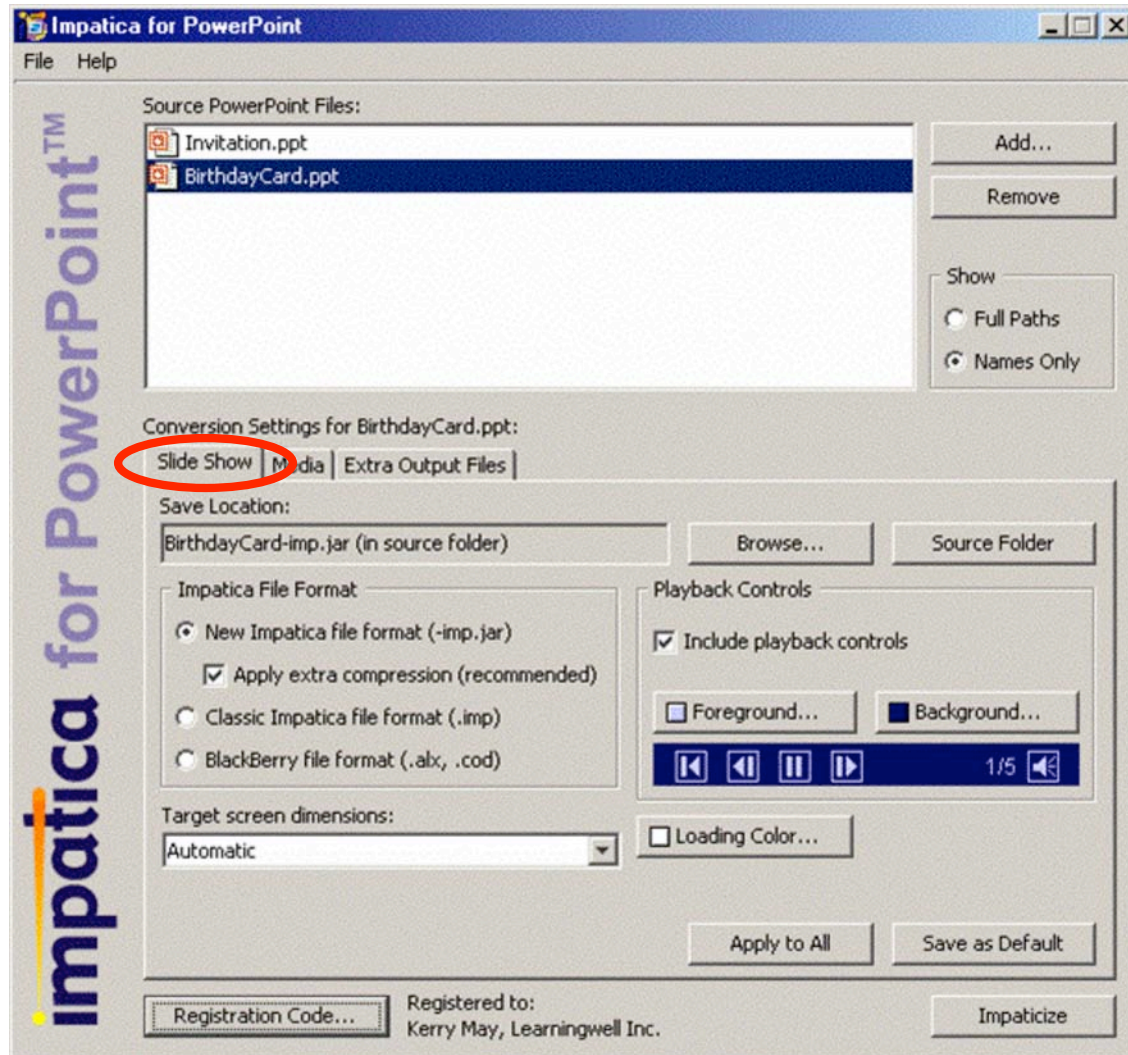 Impatica for PowerPoint
File Help
impatica for PowerPoint™
Source PowerPoint Files:
Invitation.ppt
BirthdayCard.ppt
Add...
Remove
Show
Full Paths
Names Only
Conversion Settings for BirthdayCard.ppt:
Slide Show Media Extra Output Files
Save Location:
BirthdayCard-imp.jar (in source folder)
Browse...
Source Folder
Impatica File Format
New Impatica file format (-imp.jar)
Apply extra compression (recommended)
Classic Impatica file format (.imp)
BlackBerry file format (.alx, .cod)
Playback Controls
Include playback controls
Foreground...
Background...
1/5
Target screen dimensions:
Automatic
Loading Color...
Apply to All
Save as Default
Registration Code...
Registered to:
Kerry May, Learningwell Inc.
Impaticize